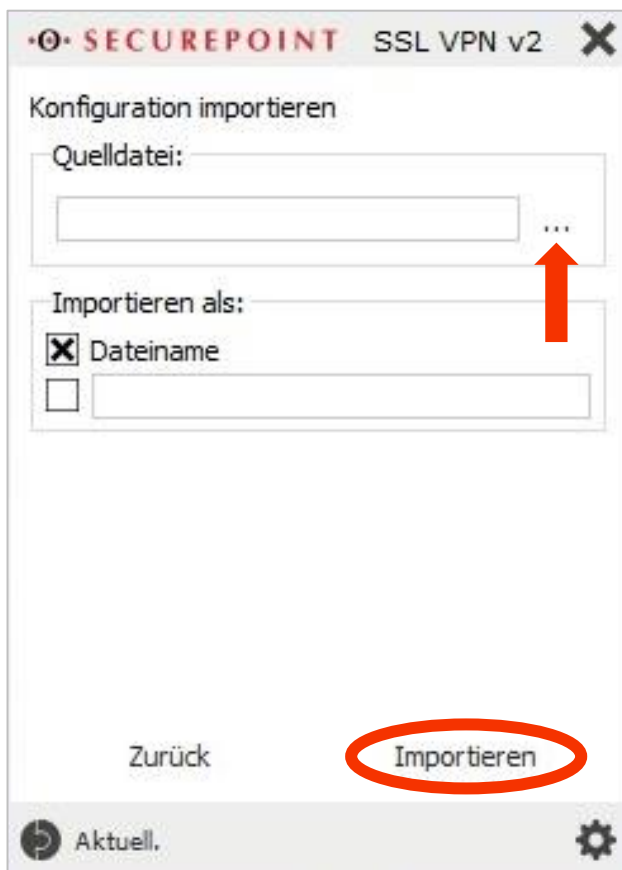 SECUREPOINT SSL VPN v2
Konfiguration importieren
Quelldatei:
...
Importieren als:
Dateiname
Zurück Importieren
Aktuell.